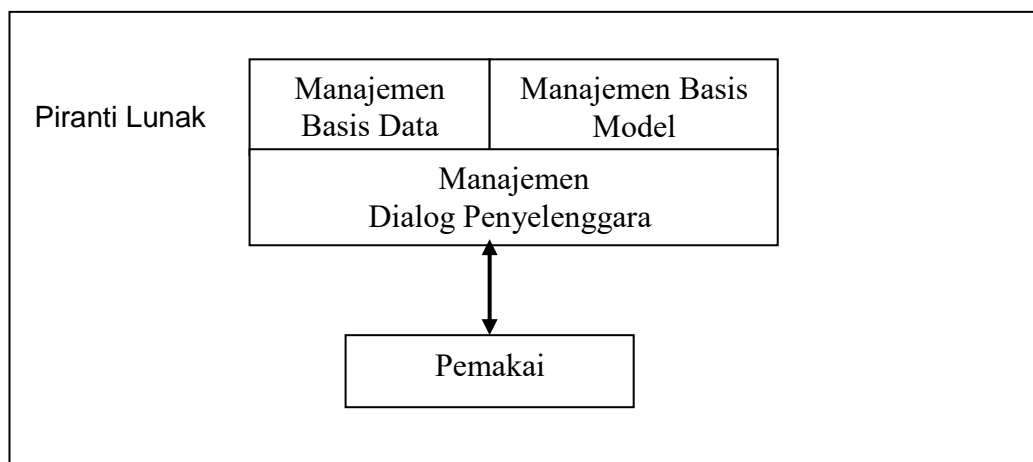 Piranti Lunak
Manajemen
Basis Data
Manajemen Basis
Model
Manajemen
Dialog Penyelenggara
Pemakai